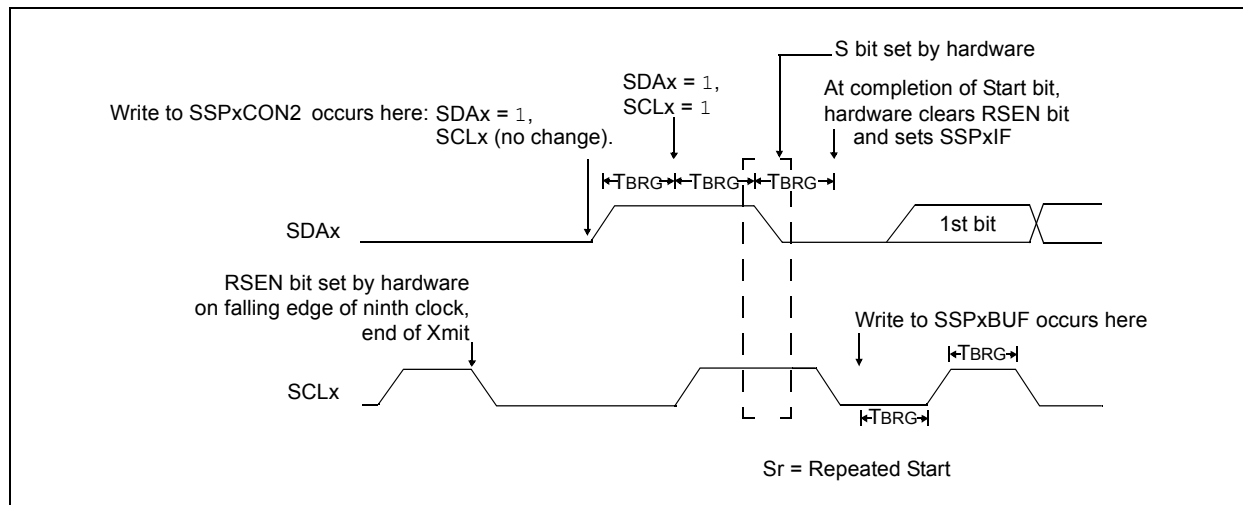 S bit set by hardware
SDAx = 1,
SCLx = 1
At completion of Start bit,
hardware clears RSEN bit
and sets SSPxIF
Write to SSPxCON2 occurs here: SDAx = 1,
SCLx (no change).
TBRG TBRG TBRG
SDAx
1st bit
RSEN bit set by hardware
on falling edge of ninth clock,
end of Xmit
Write to SSPxBUF occurs here
TBRG
SCLx
TBRG
Sr = Repeated Start